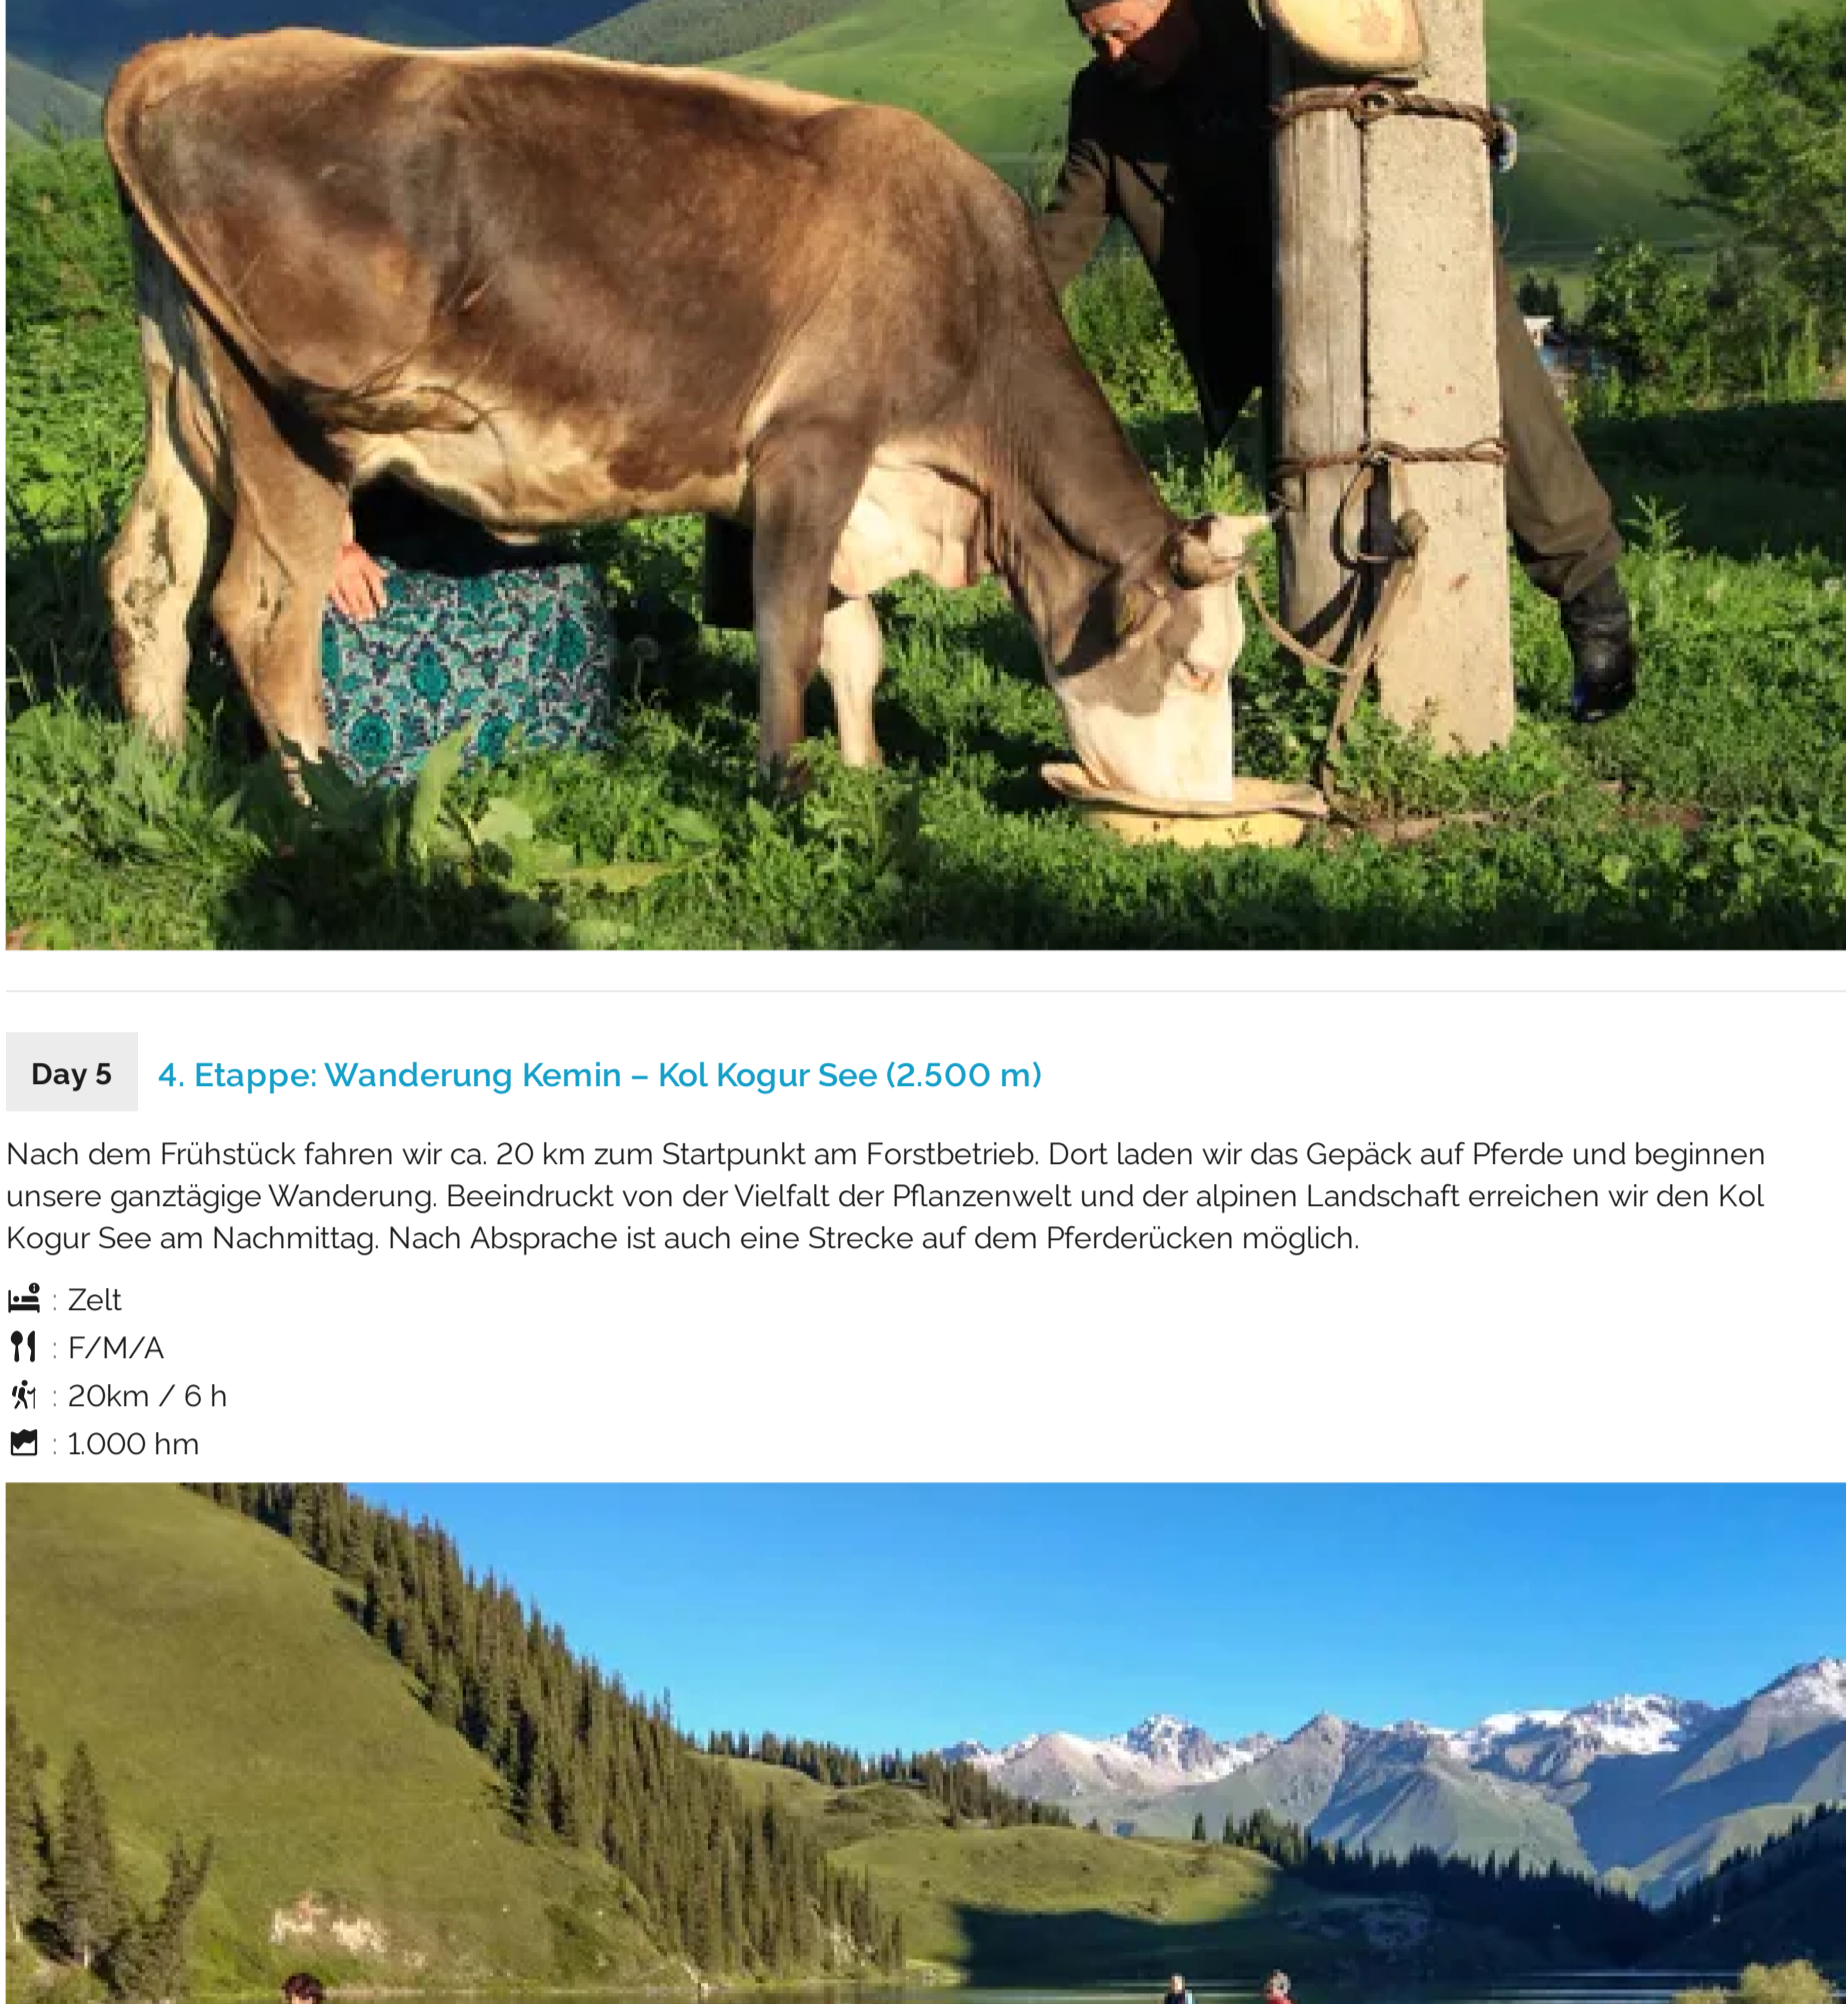 Day 5
4. Etappe: Wanderung Kemin – Kol Kogur See (2.500 m)
Nach dem Frühstück fahren wir ca. 20 km zum Startpunkt am Forstbetrieb. Dort laden wir das Gepäck auf Pferde und beginnen
unsere ganztägige Wanderung. Beeindruckt von der Vielfalt der Pflanzenwelt und der alpinen Landschaft erreichen wir den Kol
Kogur See am Nachmittag. Nach Absprache ist auch eine Strecke auf dem Pferderücken möglich.
: Zelt
: F/M/A
: 20km / 6 h
: 1.000 hm